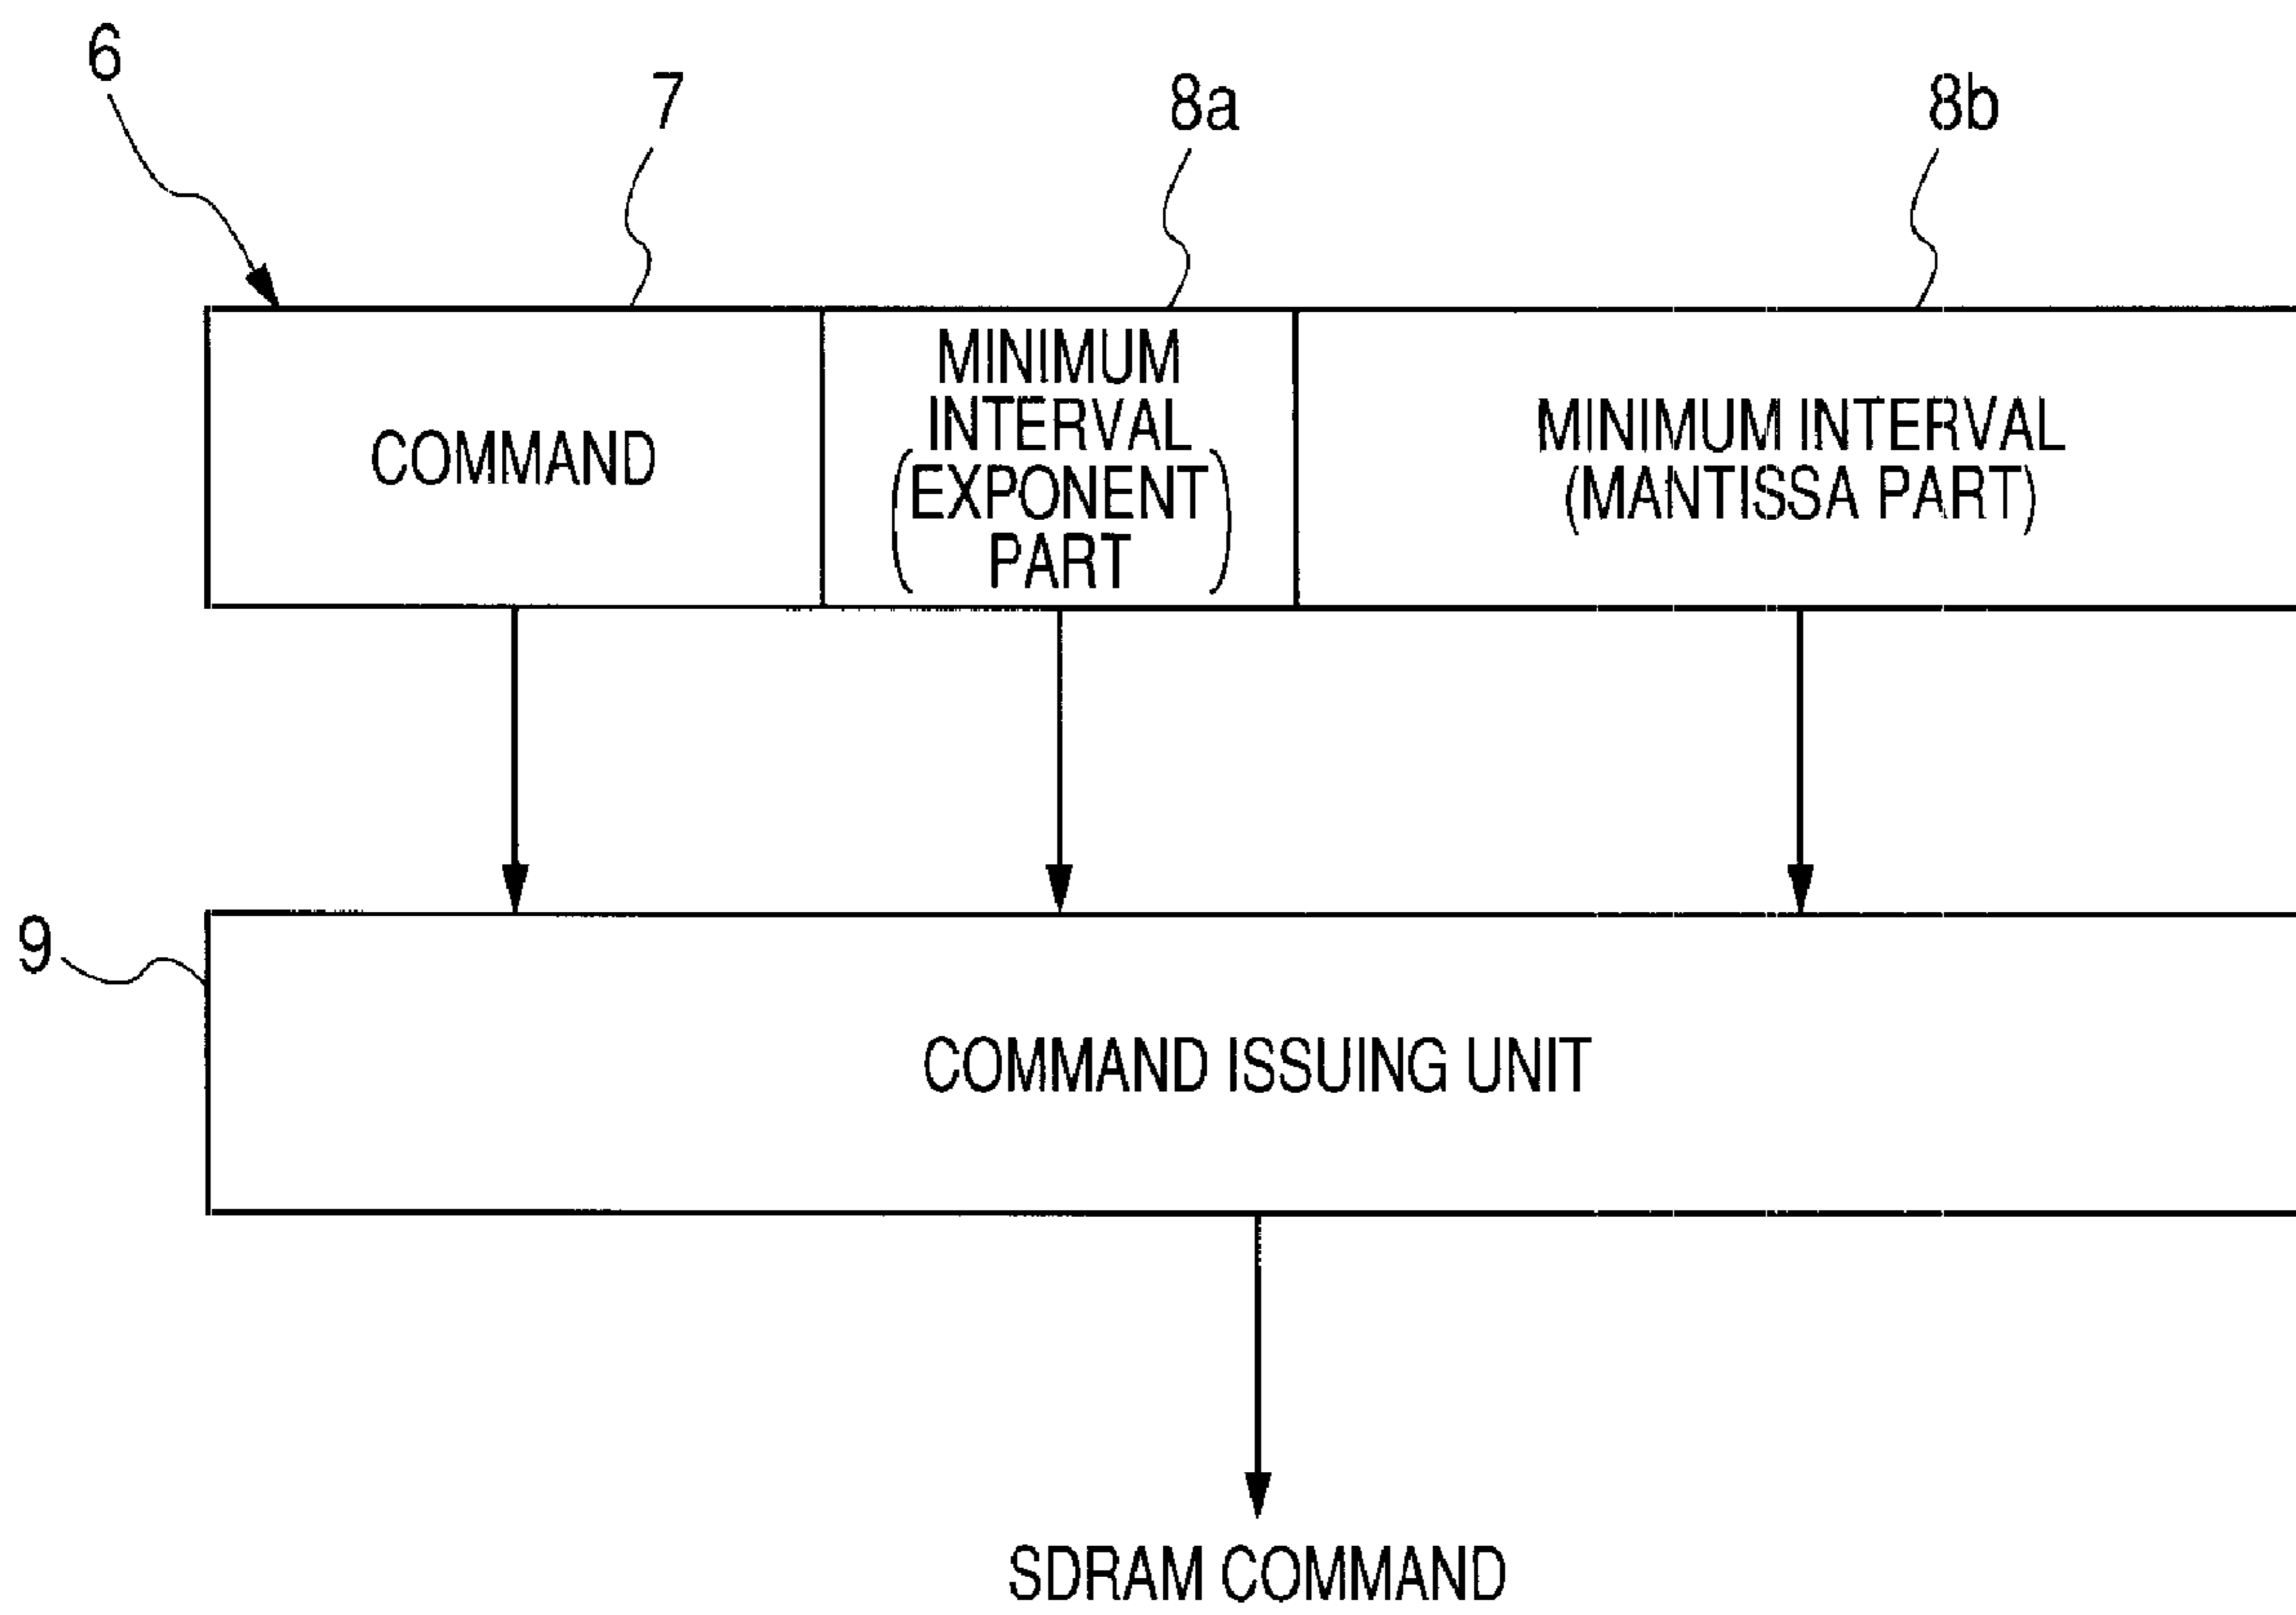 6
7
8a
8b
COMMAND
MINIMUM
INTERVAL
(EXPONENT
PART)
MINIMUM INTERVAL
(MANTISSA PART)
9
COMMAND ISSUING UNIT
SDRAM COMMAND